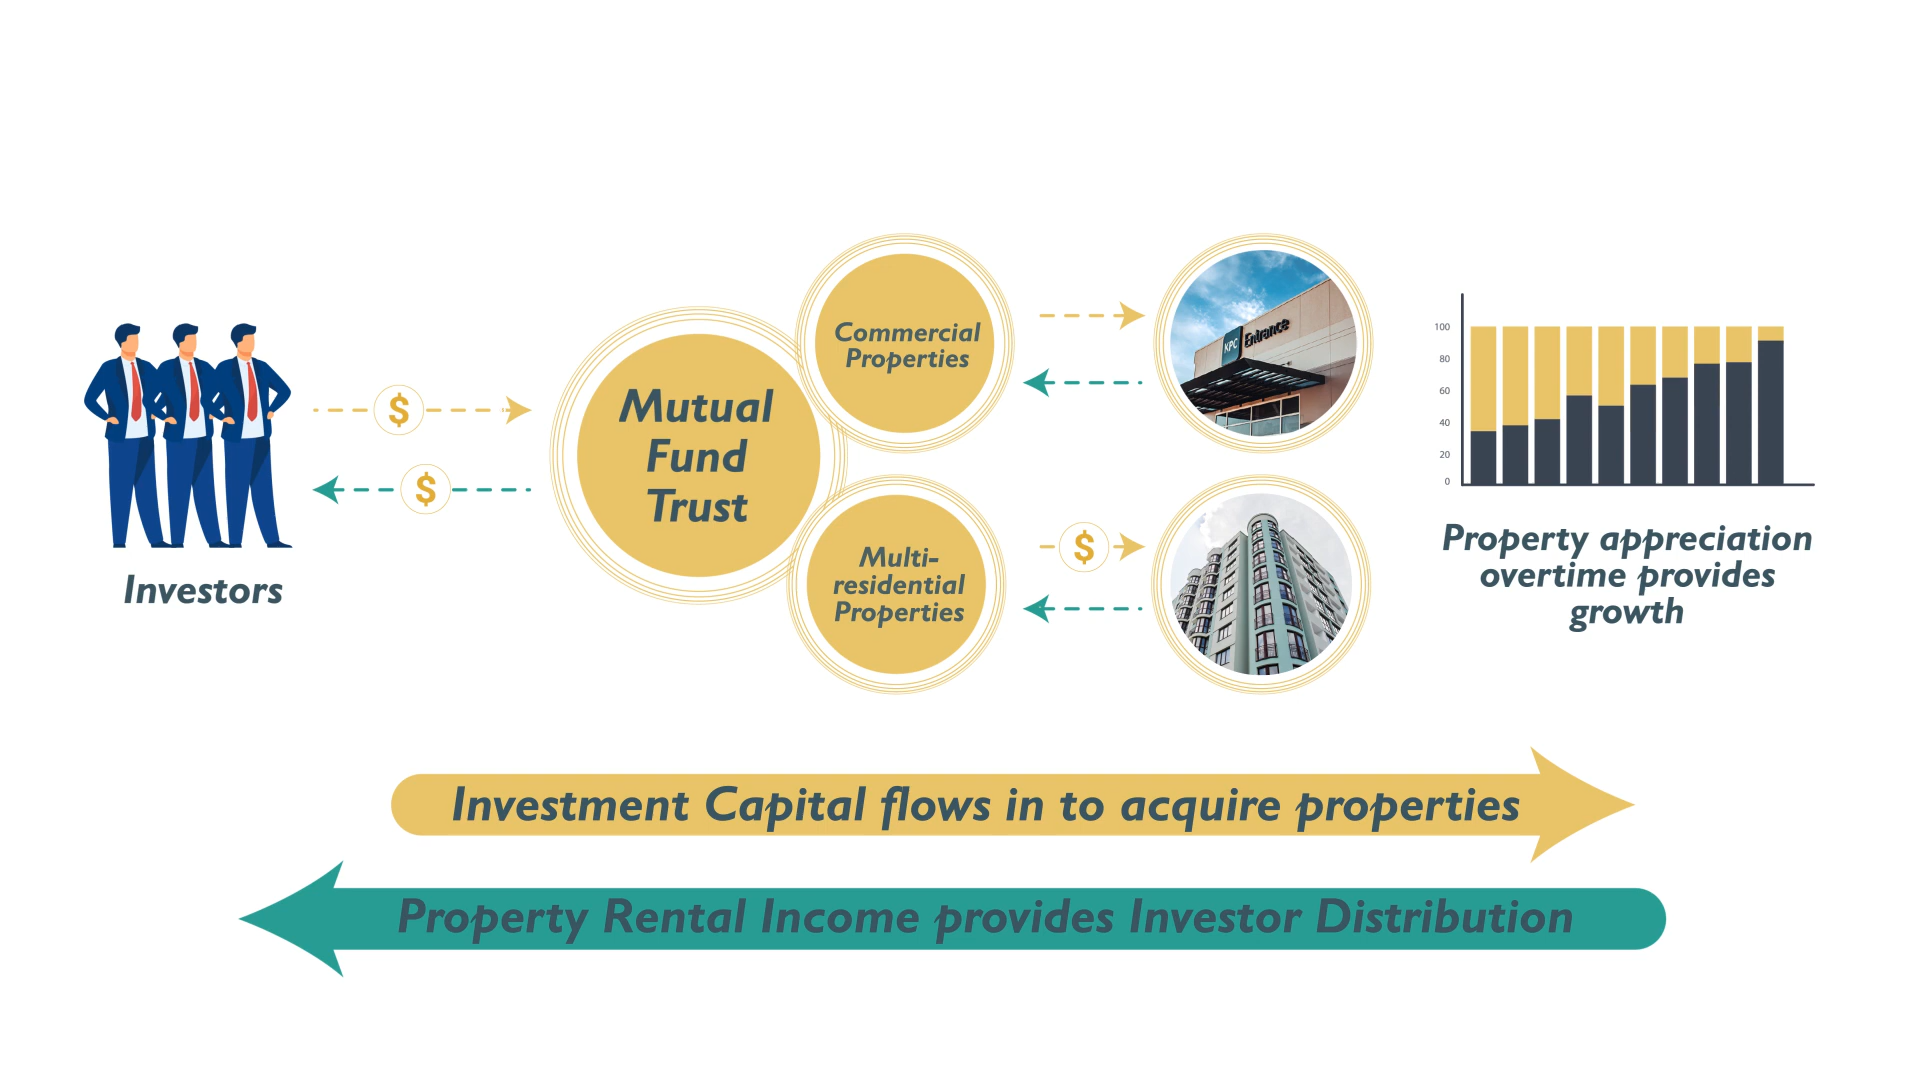 Investors
$
$
Mutual
Fund
Trust
Commercial
Properties
Multi-
residential
Properties
$
KPC
Entrance
100
80
60
40
20
0
Property appreciation
overtime provides
growth
Investment Capital flows in to acquire properties
Property Rental Income provides Investor Distribution